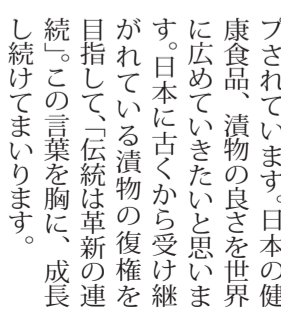 プされています。日本の健
康食品、漬物の良さを世界
に広めていきたいと思いま
す。日本に古くから受け継
がれている漬物の復権を
目指して、「伝統は革新の連
続」。この言葉を胸に、成長
し続けてまいります。